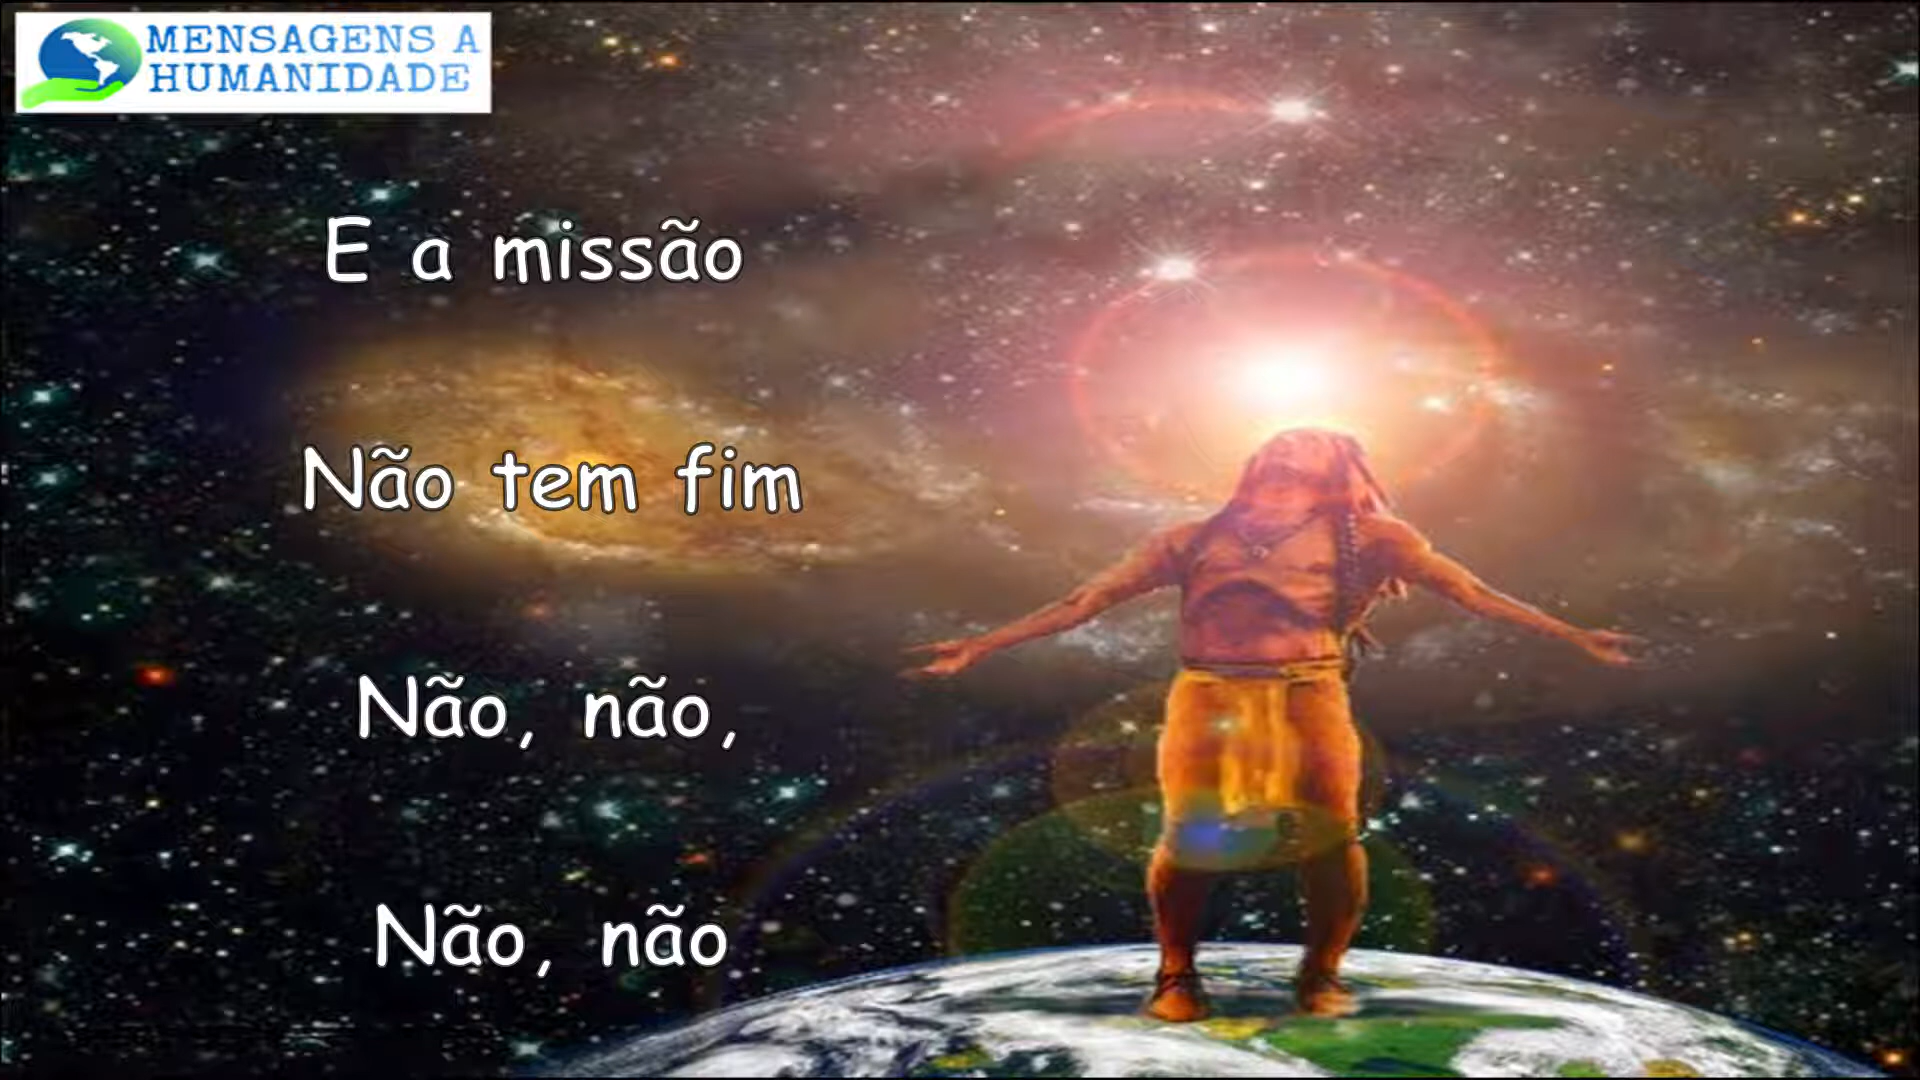 MENSAGENS A
HUMANIDADE
E a missão
Não tem fim
Não, não,
Não, não